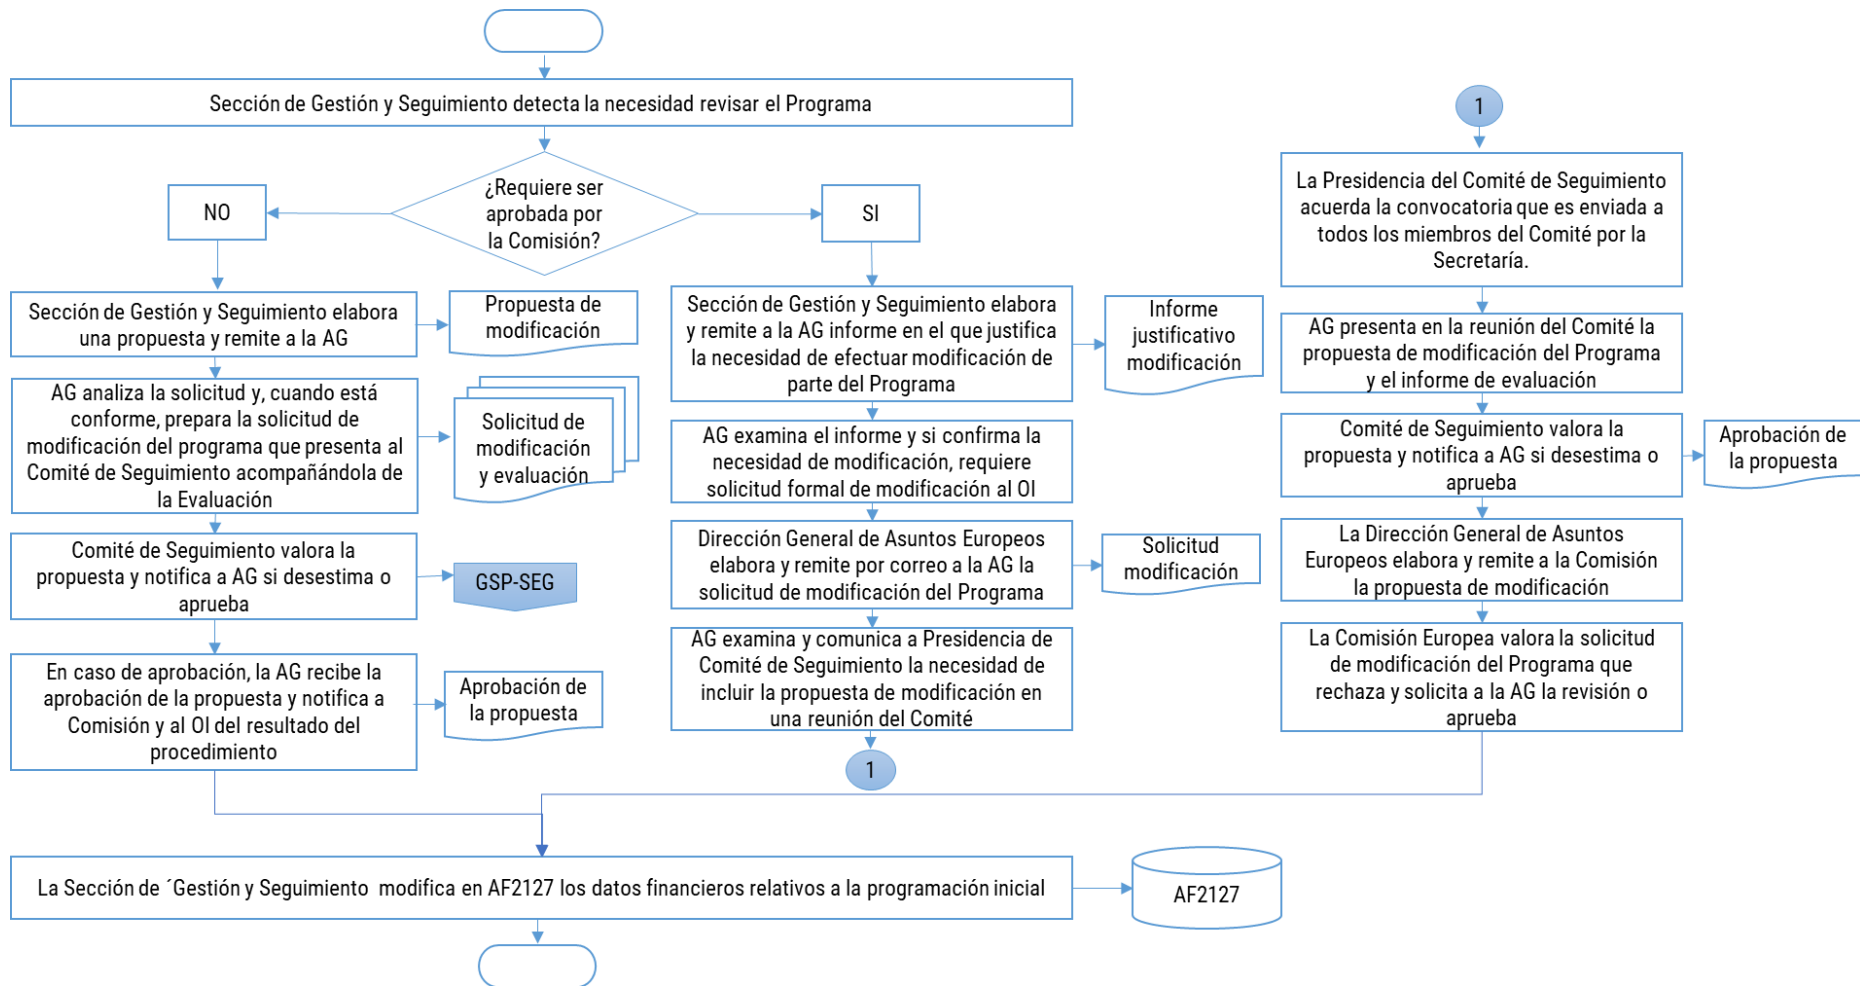 Sección de Gestión y Seguimiento detecta la necesidad revisar el Programa
¿Requiere ser
aprobada por
la Comisión?
NO
SI
Sección de Gestión y Seguimiento elabora
una propuesta y remite a la AG
Propuesta de
modificación
AG analiza la solicitud y, cuando está
conforme, prepara la solicitud de
modificación del programa que presenta al
Comité de Seguimiento acompañándola de
la Evaluación
Solicitud de
modificación
y evaluación
Comité de Seguimiento valora la
propuesta y notifica a AG si desestima o
aprueba
GSP-SEG
En caso de aprobación, la AG recibe la
aprobación de la propuesta y notifica a
Comisión y al OI del resultado del
procedimiento
Aprobación de
la propuesta
Sección de Gestión y Seguimiento elabora
y remite a la AG informe en el que justifica
la necesidad de efectuar modificación de
parte del Programa
Informe
justificativo
modificación
AG examina el informe y si confirma la
necesidad de modificación, requiere
solicitud formal de modificación al OI
Dirección General de Asuntos Europeos
elabora y remite por correo a la AG la
solicitud de modificación del Programa
Solicitud
modificación
AG examina y comunica a Presidencia de
Comité de Seguimiento la necesidad de
incluir la propuesta de modificación en
una reunión del Comité
1
1
La Presidencia del Comité de Seguimiento
acuerda la convocatoria que es enviada a
todos los miembros del Comité por la
Secretaría.
AG presenta en la reunión del Comité la
propuesta de modificación del Programa
y el informe de evaluación
Comité de Seguimiento valora la
propuesta y notifica a AG si desestima o
aprueba
Aprobación de
la propuesta
La Dirección General de Asuntos
Europeos elabora y remite a la Comisión
la propuesta de modificación
La Comisión Europea valora la solicitud
de modificación del Programa que
rechaza y solicita a la AG la revisión o
aprueba
La Sección de ´Gestión y Seguimiento modifica en AF2127 los datos financieros relativos a la programación inicial
AF2127